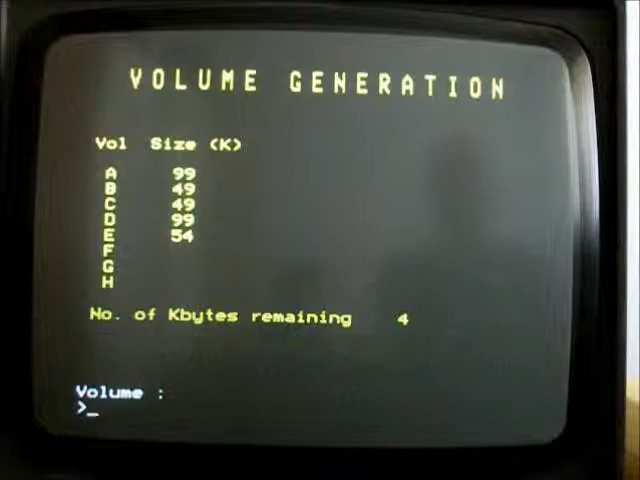 VOLUME GENERATION
Vol Size (K)
A 99
B 49
C 49
D 99
E 54
F
G
H
No. of Kbytes remaining 4
Volume :
>_